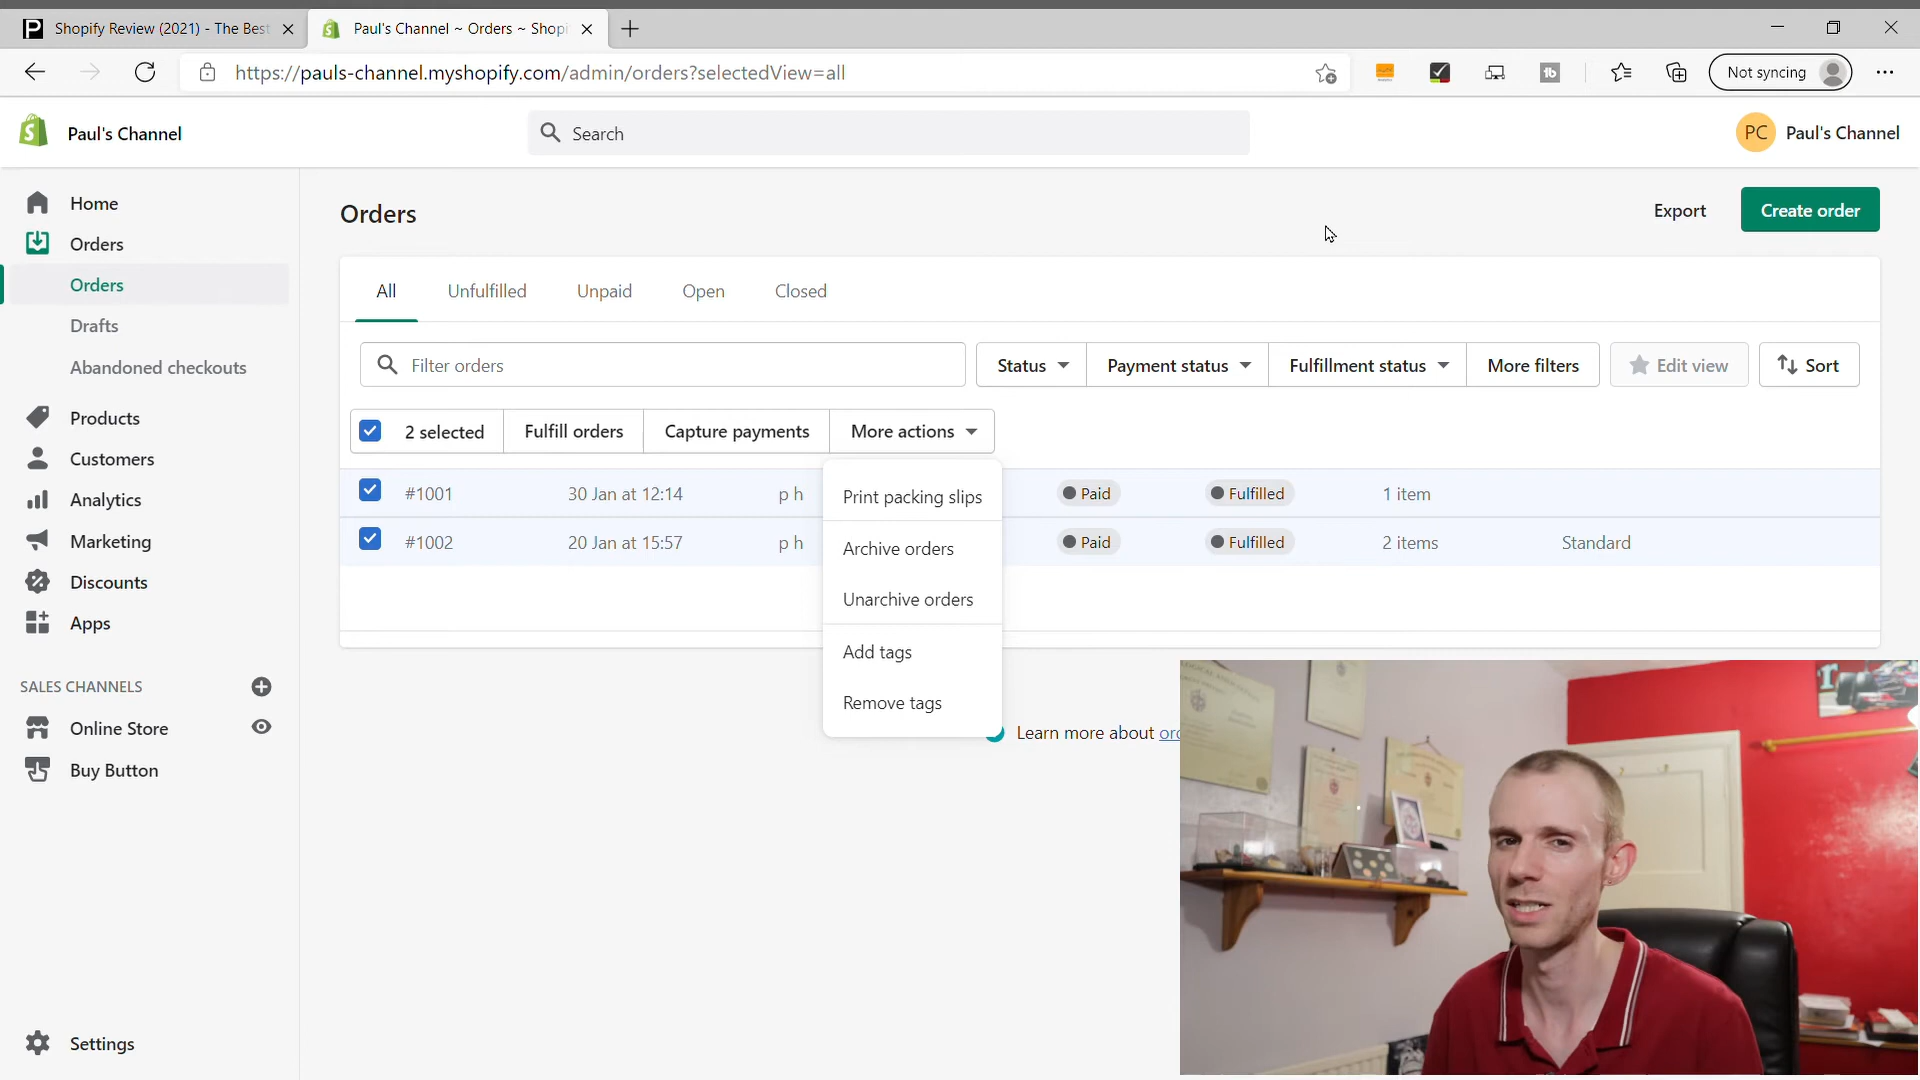 Shopify Review (2021) - The Best
Paul's Channel ~ Orders ~ Shopi
https://pauls-channel.myshopify.com/admin/orders?selectedView=all
Not syncing
Paul's Channel
Search
PC Paul's Channel
Home
Orders
Orders
Drafts
Abandoned checkouts
Products
Customers
Analytics
Marketing
Discounts
Apps
SALES CHANNELS
Online Store
Buy Button
Settings
Orders
Export
Create order
All Unfulfilled Unpaid Open Closed
Filter orders
Status Payment status Fulfillment status More filters Edit view Sort
2 selected Fulfill orders Capture payments More actions
#1001 30 Jan at 12:14 p h Paid Fulfilled 1 item
#1002 20 Jan at 15:57 p h Paid Fulfilled 2 items Standard
Print packing slips
Archive orders
Unarchive orders
Add tags
Remove tags
Learn more about